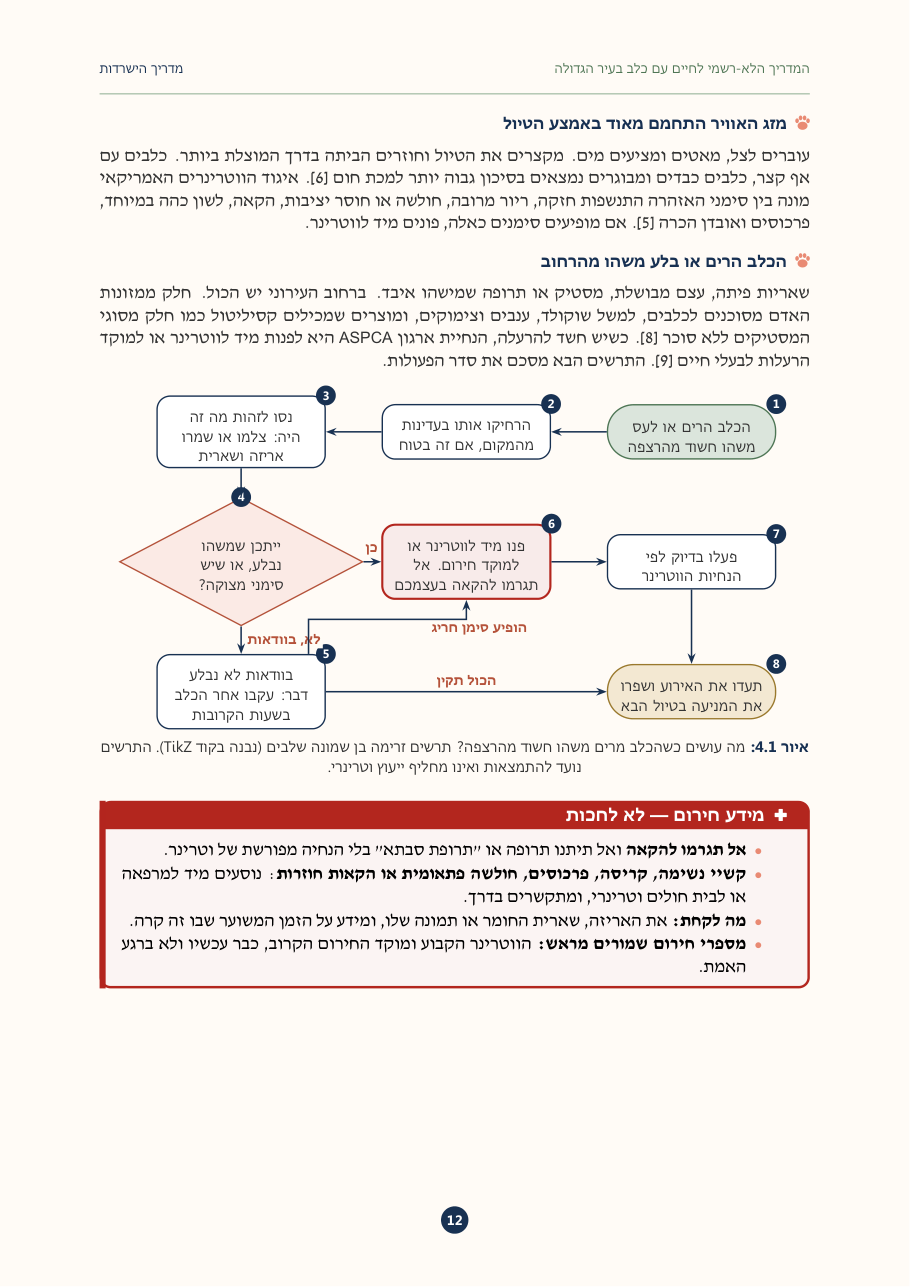 המדריך הלא-רשמי לחיים עם כלב בעיר הגדולה
מדריך הישרדות
מזג האוויר התחמם מאוד באמצע הטיול
עוברים לצל, מאטים ומציעים מים. מקצרים את הטיול וחוזרים הביתה בדרך המוצלת ביותר. כלבים עם
אף קצר, כלבים כבדים ומבוגרים נמצאים בסיכון גבוה יותר למכת חום [6]. איגוד הווטרינרים האמריקאי
מונה בין סימני האזהרה התנשפות חזקה, ריור מרובה, חולשה או חוסר יציבות, הקאה, לשון כהה במיוחד,
פרכוסים ואובדן הכרה [5]. אם מופיעים סימנים כאלה, פונים מיד לווטרינר.
הכלב הרים או בלע משהו מהרחוב
שאריות פיתה, עצם מבושלת, מסטיק או תרופה שמישהו איבד. ברחוב העירוני יש הכול. חלק ממזונות
האדם מסוכנים לכלבים, למשל שוקולד, ענבים וצימוקים, ומוצרים שמכילים קסיליטול כמו חלק מסוגי
המסטיקים ללא סוכר [8]. כשיש חשד להרעלה, הנחיית ארגון ASPCA היא לפנות מיד לווטרינר או למוקד
הרעלות לבעלי חיים [9]. התרשים הבא מסכם את סדר הפעולות.
1
הכלב הרים או לעס
משהו חשוד מהרצפה
2
הרחיקו אותו בעדינות
מהמקום, אם זה בטוח
3
נסו לזהות מה זה
היה: צלמו או שמרו
אריזה ושארית
4
ייתכן שמשהו
נבלע, או שיש
סימני מצוקה?
כן
לא, בוודאות
5
בוודאות לא נבלע
דבר: עקבו אחר הכלב
בשעות הקרובות
הופיע סימן חריג
הכול תקין
6
פנו מיד לווטרינר או
למוקד חירום. אל
תגרמו להקאה בעצמכם
7
פעלו בדיוק לפי
הנחיות הווטרינר
8
תעדו את האירוע ושפרו
את המניעה בטיול הבא
איור 4.1: מה עושים כשהכלב מרים משהו חשוד מהרצפה? תרשים זרימה בן שמונה שלבים (נבנה בקוד TikZ). התרשים
נועד להתמצאות ואינו מחליף ייעוץ וטרינרי.
מידע חירום — לא לחכות
• אל תגרמו להקאה ואל תיתנו תרופה או "תרופת סבתא" בלי הנחיה מפורשת של וטרינר.
• קשיי נשימה, קריסה, פרכוסים, חולשה פתאומית או הקאות חוזרות: נוסעים מיד למרפאה
או לבית חולים וטרינרי, ומתקשרים בדרך.
• מה לקחת: את האריזה, שארית החומר או תמונה שלו, ומידע על הזמן המשוער שבו זה קרה.
• מספרי חירום שמורים מראש: הווטרינר הקבוע ומוקד החירום הקרוב, כבר עכשיו ולא ברגע
האמת.
12